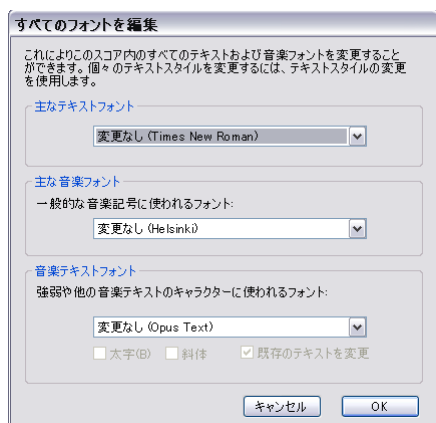 すべてのフォントを編集
これによりこのスコア内のすべてのテキストおよび音楽フォントを変更すること
ができます。個々のテキストスタイルを変更するには、テキストスタイルの変更
を使用します。
主なテキストフォント
変更なし (Times New Roman)
主な音楽フォント
一般的な音楽記号に使われるフォント:
変更なし (Helsinki)
音楽テキストフォント
強弱や他の音楽テキストのキャラクターに使われるフォント:
変更なし (Opus Text)
太字(B) 斜体 既存のテキストを変更
キャンセル OK